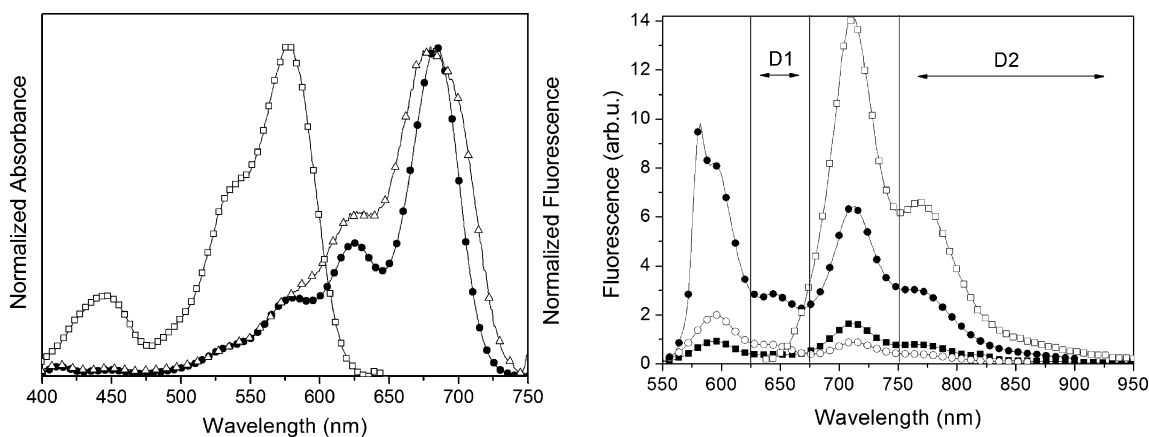 Normalized Absorbance
400 450 500 550 600 650 700 750
Wavelength (nm)
Normalized Fluorescence
Fluorescence (arb.u.)
14
12
10
8
6
4
2
0
D1
D2
550 600 650 700 750 800 850 900 950
Wavelength (nm)